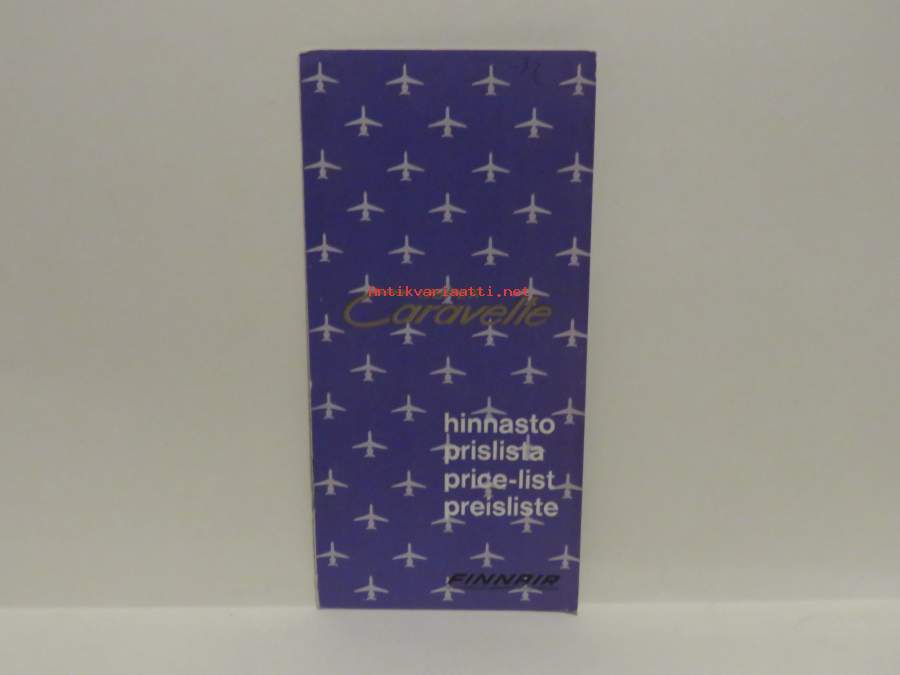 Antikvariaatti.net
Caravelle
hinnasto
prislista
price-list
preisliste
FINNAIR